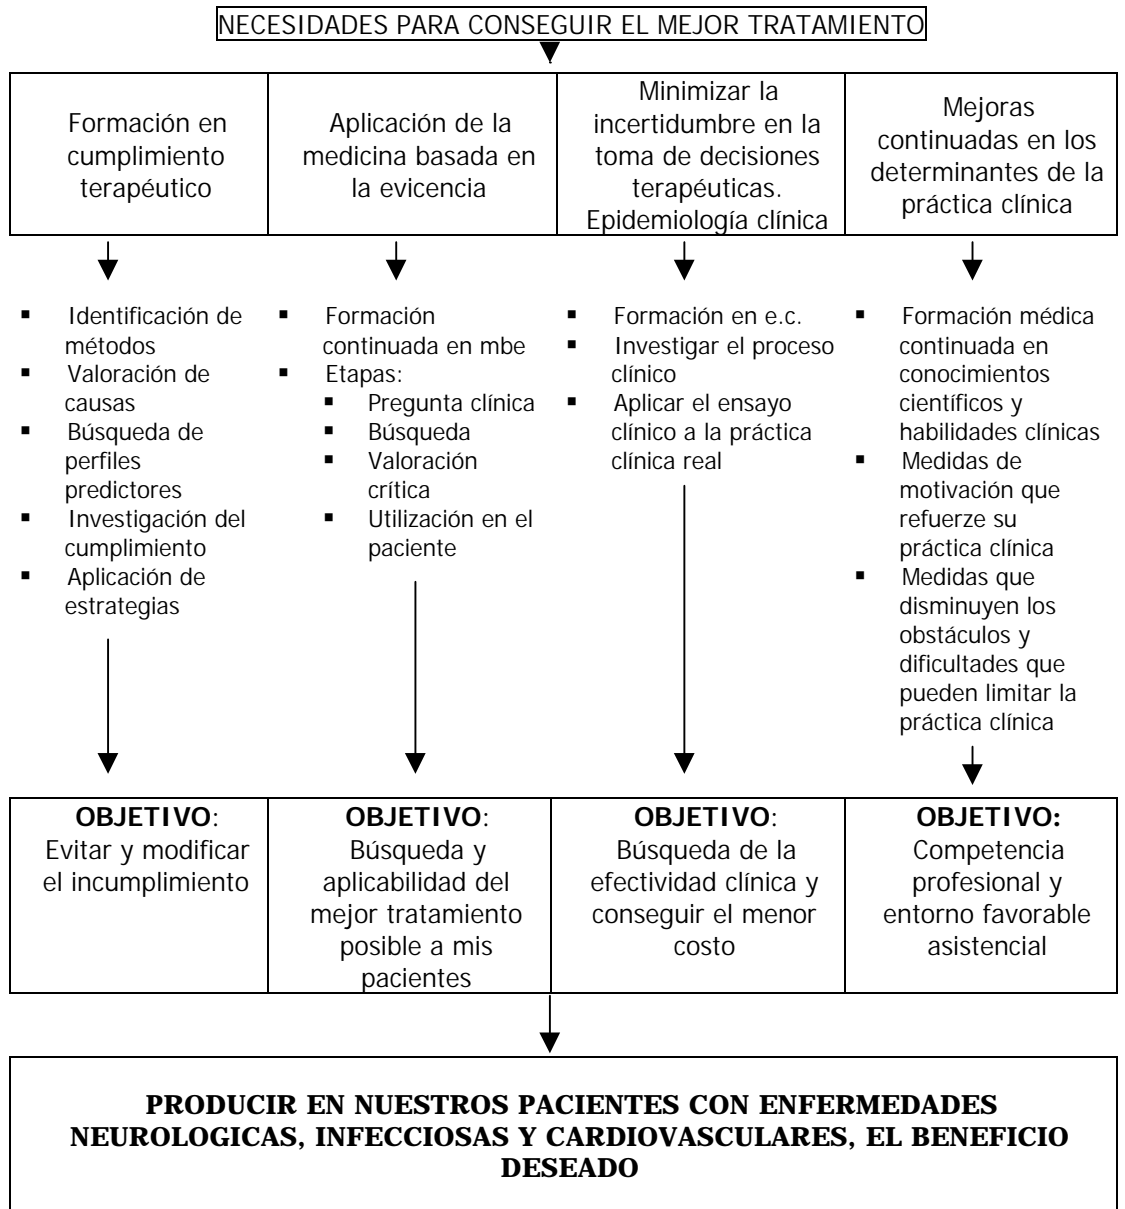 NECESIDADES PARA CONSEGUIR EL MEJOR TRATAMIENTO
Formación en
cumplimiento
terapéutico
Aplicación de la
medicina basada en
la evicencia
Minimizar la
incertidumbre en la
toma de decisiones
terapéuticas.
Epidemiología clínica
Mejoras
continuadas en los
determinantes de la
práctica clínica
▪ Identificación de
métodos
▪ Valoración de
causas
▪ Búsqueda de
perfiles
predictores
▪ Investigación del
cumplimiento
▪ Aplicación de
estrategias
▪ Formación
continuada en mbe
▪ Etapas:
▪ Pregunta clínica
▪ Búsqueda
▪ Valoración
crítica
▪ Utilización en el
paciente
▪ Formación en e.c.
▪ Investigar el proceso
clínico
▪ Aplicar el ensayo
clínico a la práctica
clínica real
▪ Formación médica
continuada en
conocimientos
científicos y
habilidades clínicas
▪ Medidas de
motivación que
refuerze su
práctica clínica
▪ Medidas que
disminuyen los
obstáculos y
dificultades que
pueden limitar la
práctica clínica
OBJETIVO:
Evitar y modificar
el incumplimiento
OBJETIVO:
Búsqueda y
aplicabilidad del
mejor tratamiento
posible a mis
pacientes
OBJETIVO:
Búsqueda de la
efectividad clínica y
conseguir el menor
costo
OBJETIVO:
Competencia
profesional y
entorno favorable
asistencial
PRODUCIR EN NUESTROS PACIENTES CON ENFERMEDADES
NEUROLOGICAS, INFECCIOSAS Y CARDIOVASCULARES, EL BENEFICIO
DESEADO